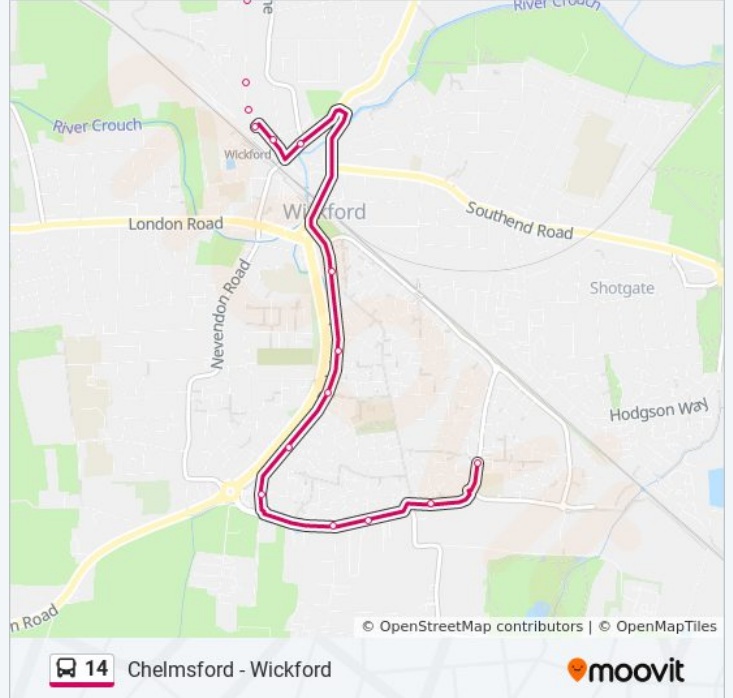 River Crouch
ne
River Crouch
Wickford
Wickford
London Road
Southend Road
Nevendon Road
Shotgate
Hodgson Way
n Road
© OpenStreetMap contributors | © OpenMapTiles
14 Chelmsford - Wickford
moovit